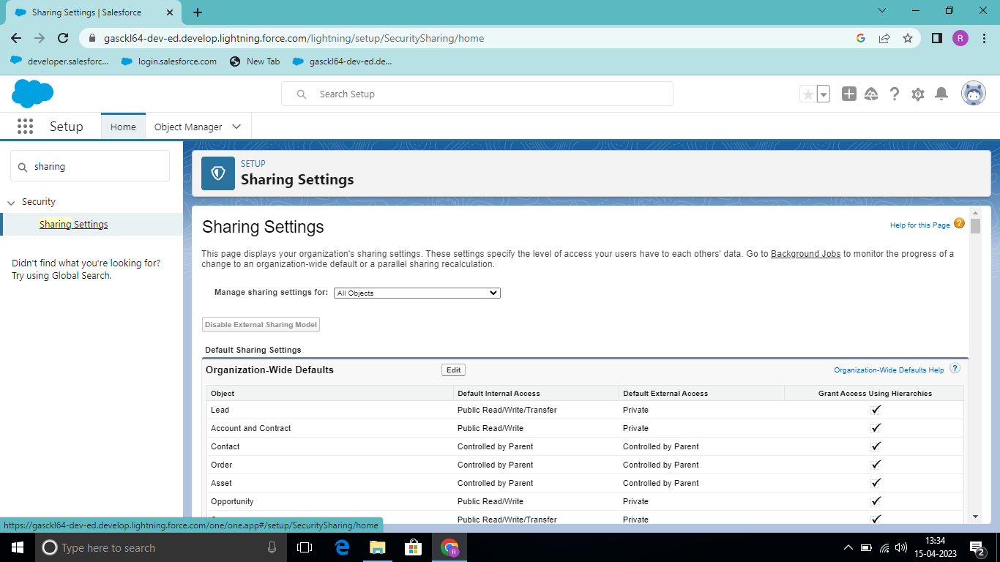 Sharing Settings | Salesforce
gasckl64-dev-ed.develop.lightning.force.com/lightning/setup/SecuritySharing/home
R
developer.salesforc...
login.salesforce.com
New Tab
gasckl64-dev-ed.de...
Search Setup
Setup
Home
Object Manager
sharing
Security
Sharing Settings
Didn't find what you're looking for?
Try using Global Search.
SETUP
Sharing Settings
Sharing Settings
Help for this Page
This page displays your organization's sharing settings. These settings specify the level of access your users have to each others' data. Go to Background Jobs to monitor the progress of a
change to an organization-wide default or a parallel sharing recalculation.
Manage sharing settings for: All Objects
Disable External Sharing Model
Default Sharing Settings
Organization-Wide Defaults Edit Organization-Wide Defaults Help ?
Object Default Internal Access Default External Access Grant Access Using Hierarchies
Lead Public Read/Write/Transfer Private
Account and Contract Public Read/Write Private
Contact Controlled by Parent Controlled by Parent
Order Controlled by Parent Controlled by Parent
Asset Controlled by Parent Controlled by Parent
Opportunity Public Read/Write Private
Public Read/Write/Transfer Private
https://gasckl64-dev-ed.develop.lightning.force.com/one/one.app#/setup/SecuritySharing/home
Type here to search
R
13:34
15-04-2023
2